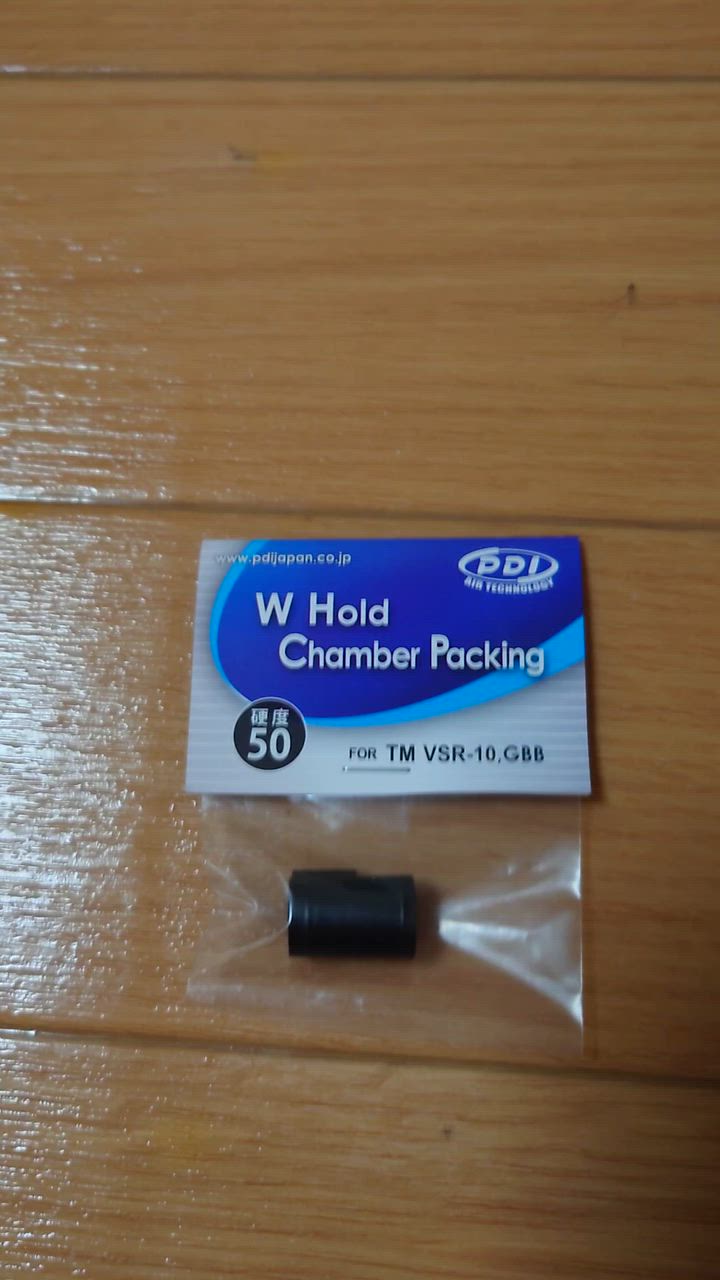 www.pdijapan.co.jp
PDI
AIR TECHNOLOGY
W Hold
Chamber Packing
硬度
50
FOR TM VSR-10,GBB